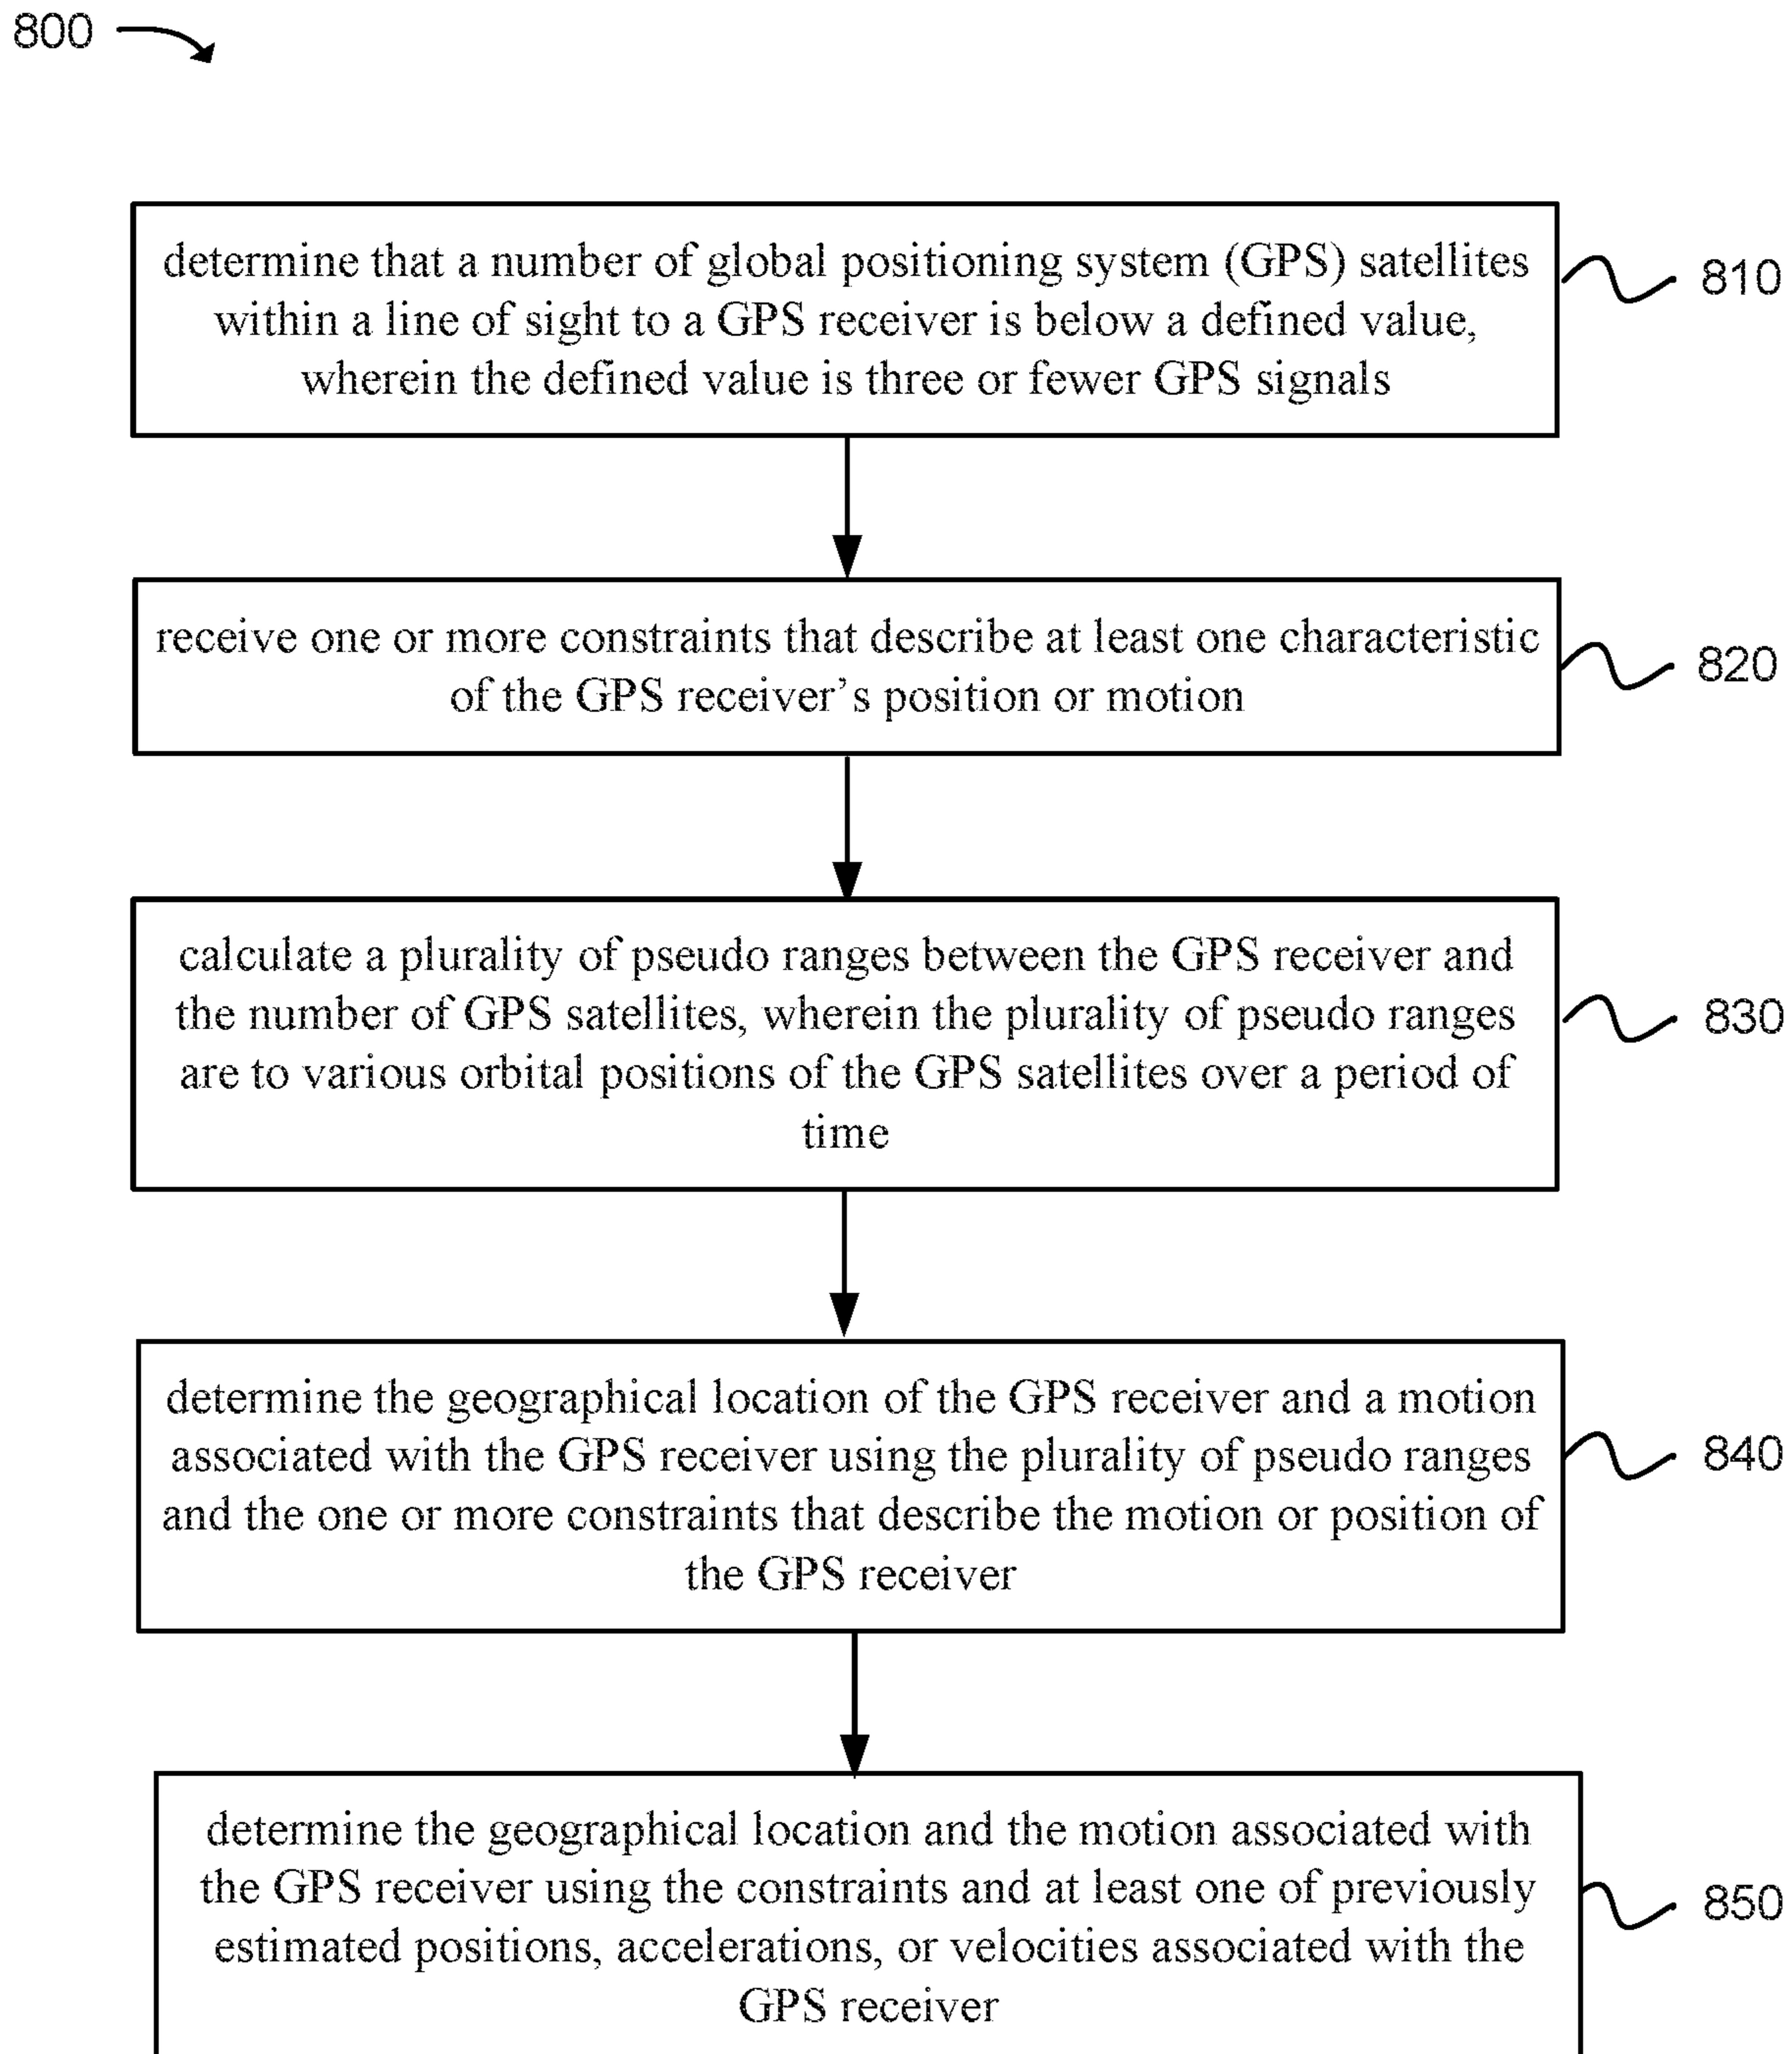 800
determine that a number of global positioning system (GPS) satellites
within a line of sight to a GPS receiver is below a defined value,
wherein the defined value is three or fewer GPS signals
810
receive one or more constraints that describe at least one characteristic
of the GPS receiver’s position or motion
820
calculate a plurality of pseudo ranges between the GPS receiver and
the number of GPS satellites, wherein the plurality of pseudo ranges
are to various orbital positions of the GPS satellites over a period of
time
830
determine the geographical location of the GPS receiver and a motion
associated with the GPS receiver using the plurality of pseudo ranges
and the one or more constraints that describe the motion or position of
the GPS receiver
840
determine the geographical location and the motion associated with
the GPS receiver using the constraints and at least one of previously
estimated positions, accelerations, or velocities associated with the
GPS receiver
850